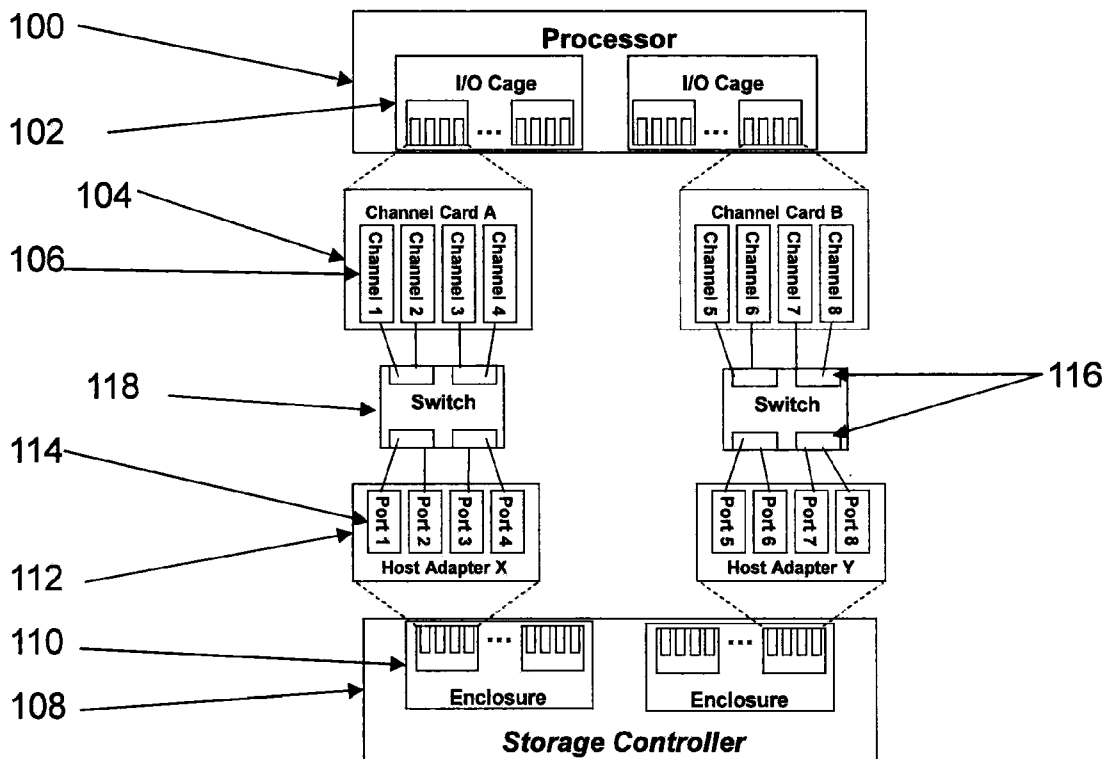 100
Processor
I/O Cage
I/O Cage
102
...
...
104
Channel Card A
Channel Card B
106
Channel 1
Channel 2
Channel 3
Channel 4
Channel 5
Channel 6
Channel 7
Channel 8
118
Switch
Switch
116
114
Port 1
Port 2
Port 3
Port 4
Port 5
Port 6
Port 7
Port 8
112
Host Adapter X
Host Adapter Y
110
...
...
108
Enclosure
Enclosure
Storage Controller